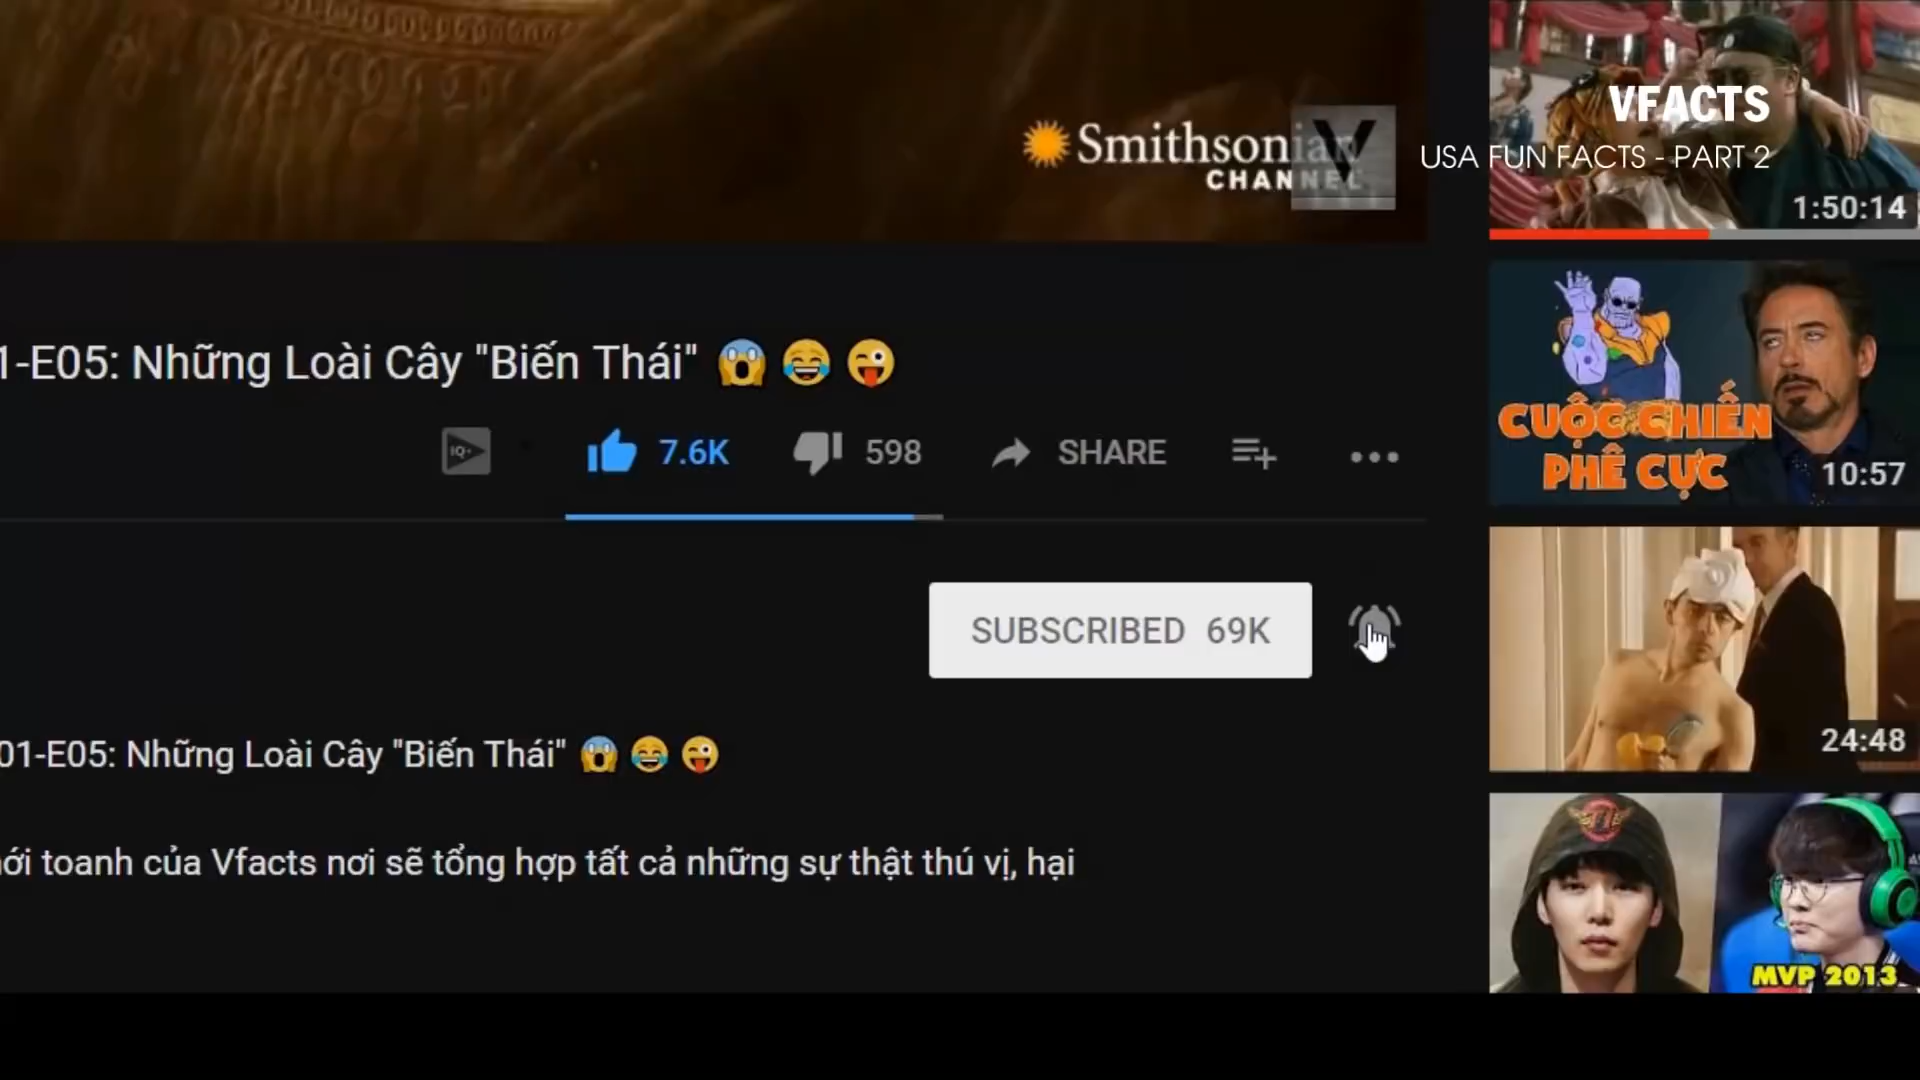 Smithsonian
CHANNEL
V
VFACTS
USA FUN FACTS - PART 2
1:50:14
1-E05: Những Loài Cây "Biến Thái" 😱 😂 😜
IQ+
7.6K
598
SHARE
CUỘC CHIẾN
PHÊ CỰC
10:57
SUBSCRIBED 69K
24:48
01-E05: Những Loài Cây "Biến Thái" 😱 😂 😜
ới toanh của Vfacts nơi sẽ tổng hợp tất cả những sự thật thú vị, hại
MVP 2013